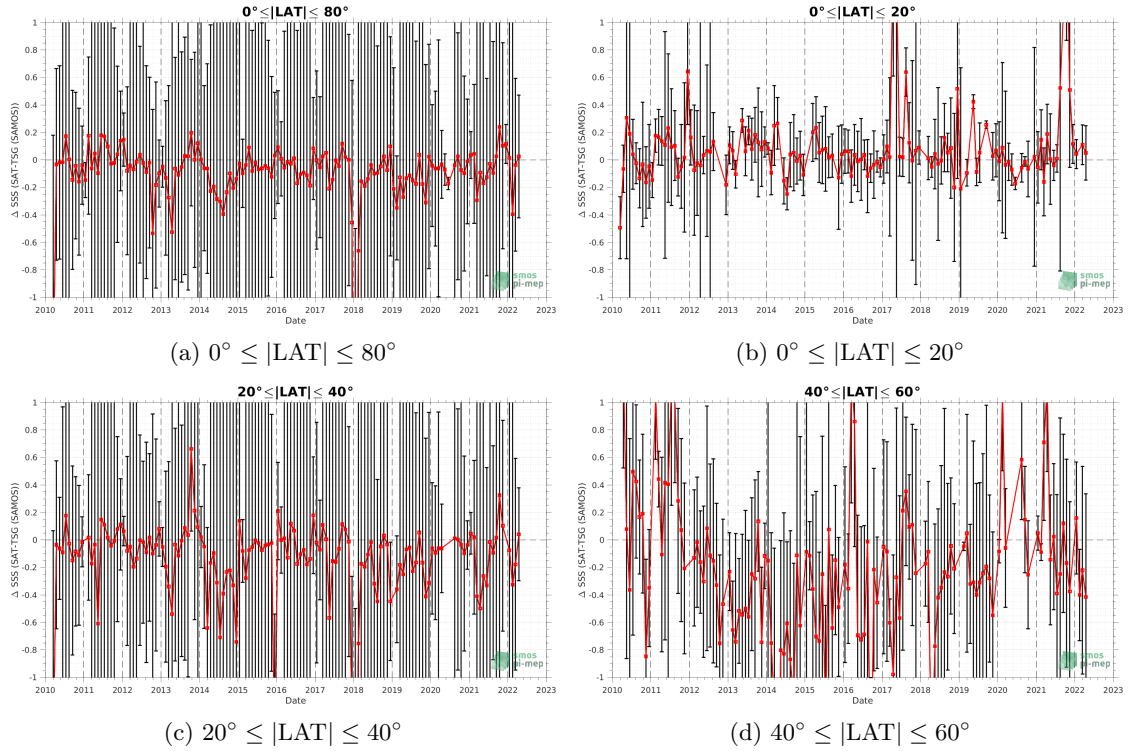 0°≤|LAT|≤ 80°
Δ SSS (SAT-TSG (SAMOS))
1
0.8
0.6
0.4
0.2
0
-0.2
-0.4
-0.6
-0.8
-1
smos
pi-mep
2010 2011 2012 2013 2014 2015 2016 2017 2018 2019 2020 2021 2022 2023
Date
(a) 0° ≤ |LAT| ≤ 80°
0°≤|LAT|≤ 20°
Δ SSS (SAT-TSG (SAMOS))
1
0.8
0.6
0.4
0.2
0
-0.2
-0.4
-0.6
-0.8
-1
smos
pi-mep
2010 2011 2012 2013 2014 2015 2016 2017 2018 2019 2020 2021 2022 2023
Date
(b) 0° ≤ |LAT| ≤ 20°
20°≤|LAT|≤ 40°
Δ SSS (SAT-TSG (SAMOS))
1
0.8
0.6
0.4
0.2
0
-0.2
-0.4
-0.6
-0.8
-1
smos
pi-mep
2010 2011 2012 2013 2014 2015 2016 2017 2018 2019 2020 2021 2022 2023
Date
(c) 20° ≤ |LAT| ≤ 40°
40°≤|LAT|≤ 60°
Δ SSS (SAT-TSG (SAMOS))
1
0.8
0.6
0.4
0.2
0
-0.2
-0.4
-0.6
-0.8
-1
smos
pi-mep
2010 2011 2012 2013 2014 2015 2016 2017 2018 2019 2020 2021 2022 2023
Date
(d) 40° ≤ |LAT| ≤ 60°